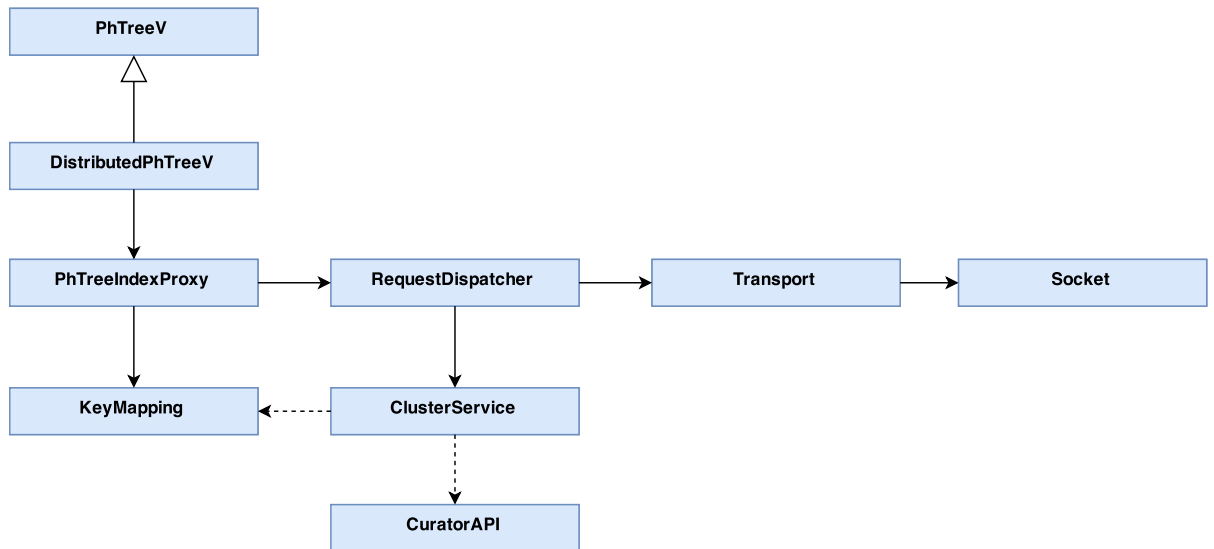 PhTreeV
DistributedPhTreeV
PhTreeIndexProxy
RequestDispatcher
Transport
Socket
KeyMapping
ClusterService
CuratorAPI